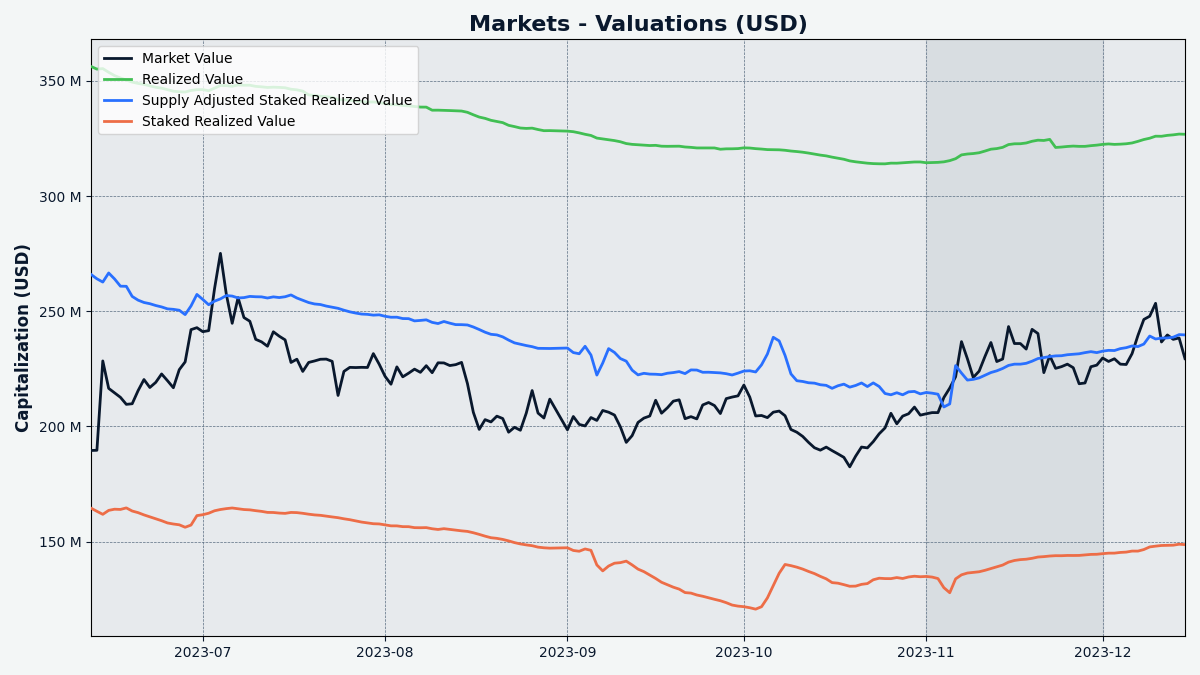 Markets - Valuations (USD)
Market Value
Realized Value
Supply Adjusted Staked Realized Value
Staked Realized Value
Capitalization (USD)
350 M
300 M
250 M
200 M
150 M
2023-07
2023-08
2023-09
2023-10
2023-11
2023-12